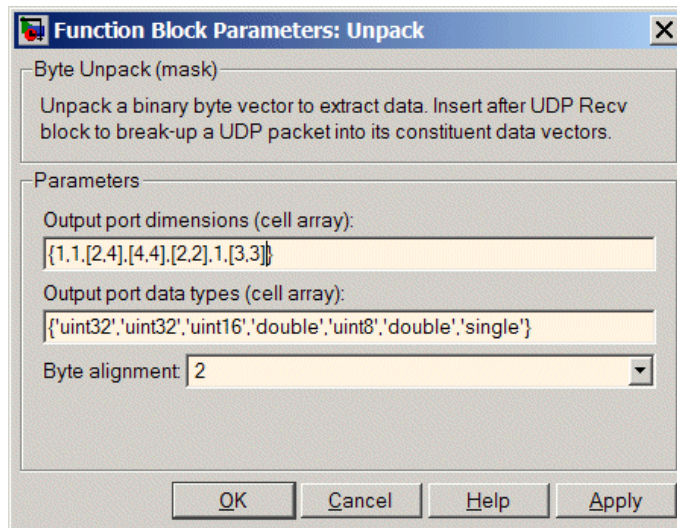 Function Block Parameters: Unpack
Byte Unpack (mask)
Unpack a binary byte vector to extract data. Insert after UDP Recv
block to break-up a UDP packet into its constituent data vectors.
Parameters
Output port dimensions (cell array):
{1,1,[2,4],[4,4],[2,2],1,[3,3]}
Output port data types (cell array):
{'uint32','uint32','uint16','double','uint8','double','single'}
Byte alignment: 2
OK Cancel Help Apply